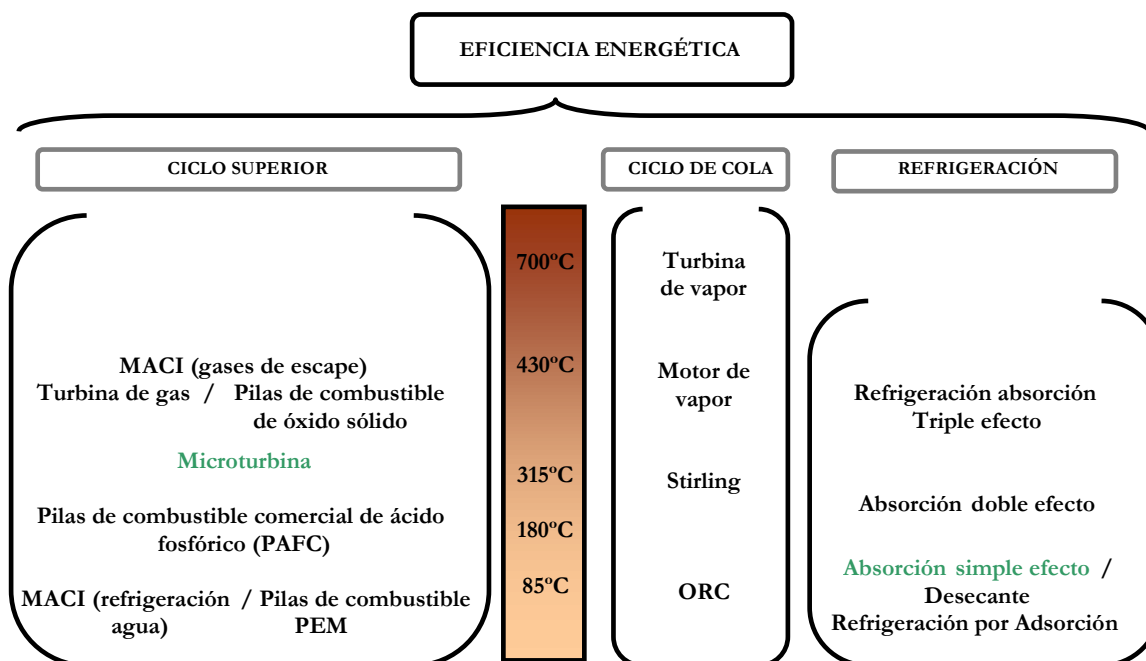 EFICIENCIA ENERGÉTICA
CICLO SUPERIOR
CICLO DE COLA
REFRIGERACIÓN
MACI (gases de escape)
Turbina de gas / Pilas de combustible
de óxido sólido
Microturbina
Pilas de combustible comercial de ácido
fosfórico (PAFC)
MACI (refrigeración / Pilas de combustible
agua) PEM
700ºC
430ºC
315ºC
180ºC
85ºC
Turbina
de vapor
Motor de
vapor
Stirling
ORC
Refrigeración absorción
Triple efecto
Absorción doble efecto
Absorción simple efecto /
Desecante
Refrigeración por Adsorción